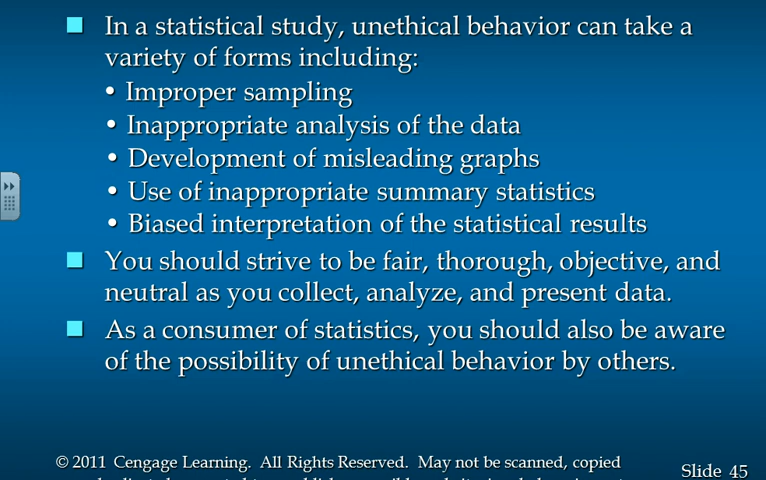 ■ In a statistical study, unethical behavior can take a
variety of forms including:
• Improper sampling
• Inappropriate analysis of the data
• Development of misleading graphs
• Use of inappropriate summary statistics
• Biased interpretation of the statistical results
■ You should strive to be fair, thorough, objective, and
neutral as you collect, analyze, and present data.
■ As a consumer of statistics, you should also be aware
of the possibility of unethical behavior by others.
© 2011 Cengage Learning. All Rights Reserved. May not be scanned, copied
Slide 45